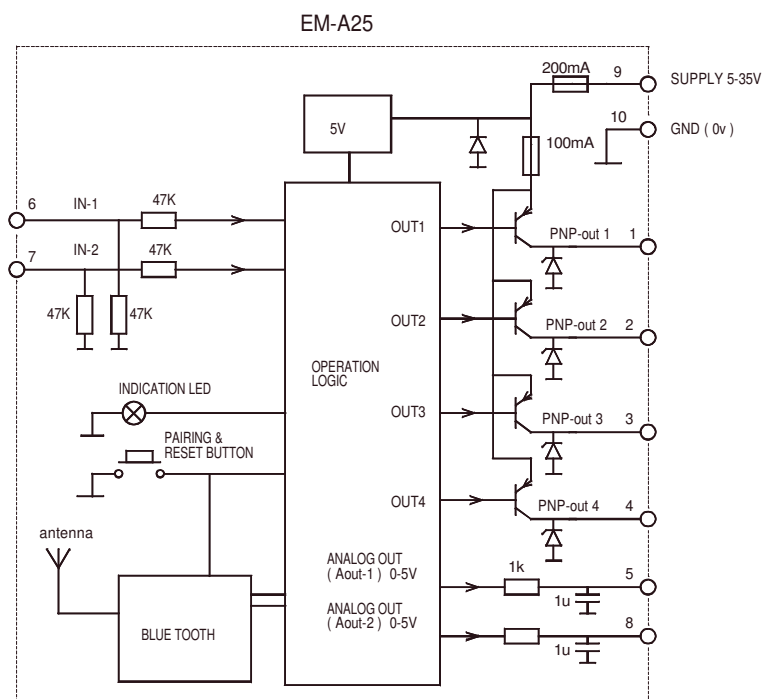 EM-A25
200mA
9
SUPPLY 5-35V
10
GND ( 0v )
5V
100mA
6
IN-1
47K
7
IN-2
47K
47K
47K
OUT1
PNP-out 1
1
OUT2
PNP-out 2
2
OPERATION
LOGIC
INDICATION LED
OUT3
PNP-out 3
3
PAIRING &
RESET BUTTON
OUT4
PNP-out 4
4
antenna
ANALOG OUT
( Aout-1 ) 0-5V
1k
5
1u
ANALOG OUT
( Aout-2 ) 0-5V
8
1u
BLUE TOOTH